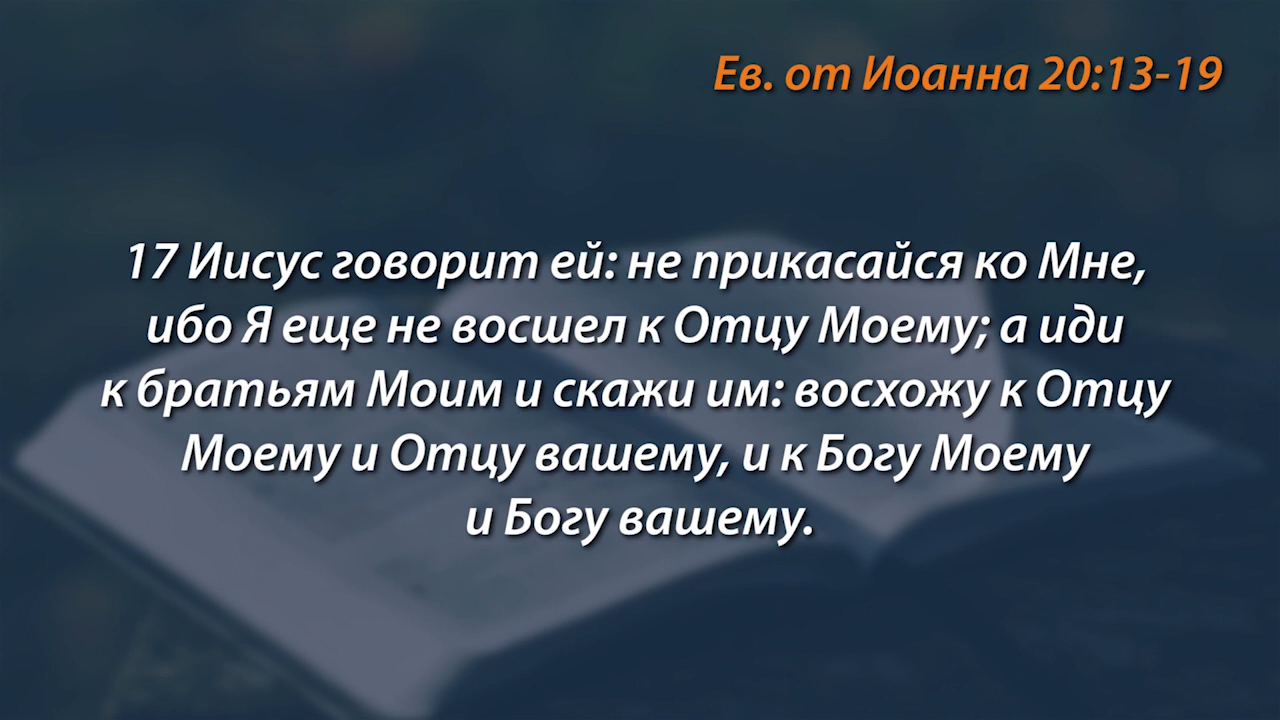 Ев. от Иоанна 20:13-19
17 Иисус говорит ей: не прикасайся ко Мне,
ибо Я еще не восшел к Отцу Моему; а иди
к братьям Моим и скажи им: восхожу к Отцу
Моему и Отцу вашему, и к Богу Моему
и Богу вашему.